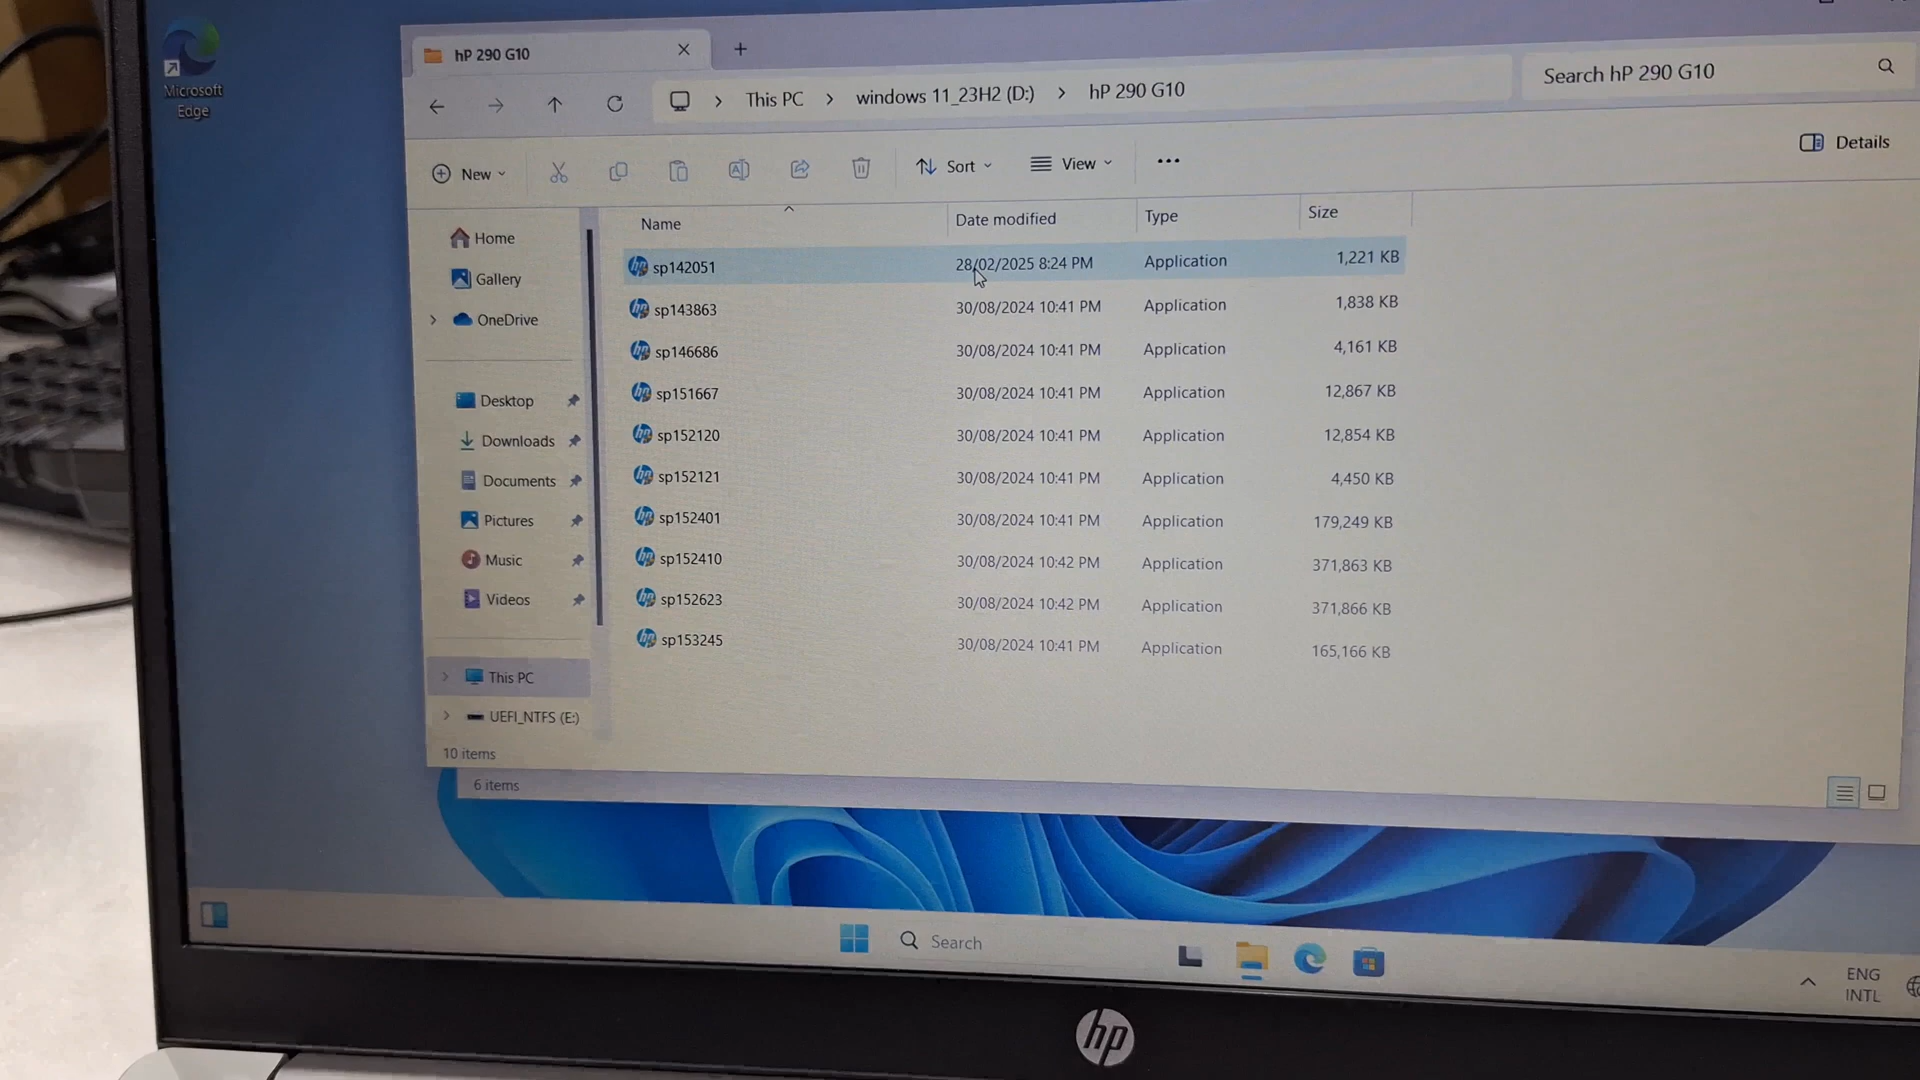 Microsoft
Edge
hP 290 G10
This PC > windows 11_23H2 (D:) > hP 290 G10
Search hP 290 G10
New
Sort
View
Details
Name Date modified Type Size
Home
Gallery
OneDrive
Desktop
Downloads
Documents
Pictures
Music
Videos
This PC
UEFI_NTFS (E:)
sp142051 28/02/2025 8:24 PM Application 1,221 KB
sp143863 30/08/2024 10:41 PM Application 1,838 KB
sp146686 30/08/2024 10:41 PM Application 4,161 KB
sp151667 30/08/2024 10:41 PM Application 12,867 KB
sp152120 30/08/2024 10:41 PM Application 12,854 KB
sp152121 30/08/2024 10:41 PM Application 4,450 KB
sp152401 30/08/2024 10:41 PM Application 179,249 KB
sp152410 30/08/2024 10:42 PM Application 371,863 KB
sp152623 30/08/2024 10:42 PM Application 371,866 KB
sp153245 30/08/2024 10:41 PM Application 165,166 KB
10 items
6 items
Search
ENG
INTL
hp